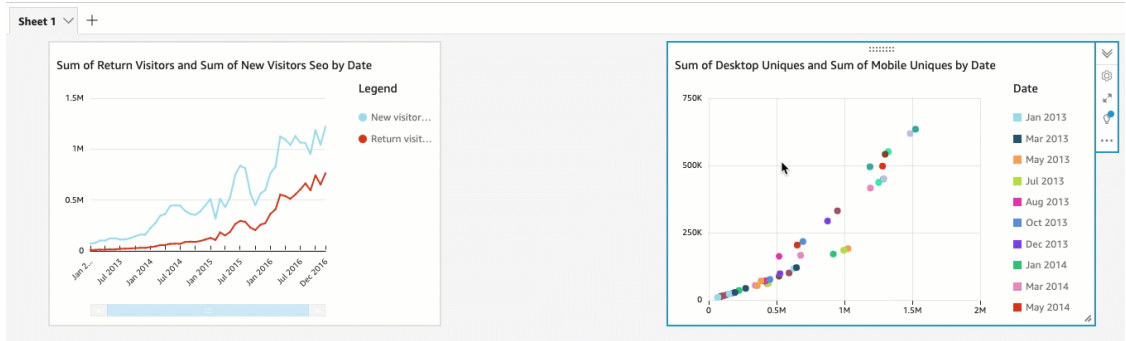 Sheet 1
Sum of Return Visitors and Sum of New Visitors Seo by Date
Legend
1.5M
1M
0.5M
0
New visitor...
Return visit...
Jan 2...
Jul 2013
Jan 2014
Jul 2014
Jan 2015
Jul 2015
Jan 2016
Jul 2016
Dec 2016
Sum of Desktop Uniques and Sum of Mobile Uniques by Date
Date
750K
500K
250K
0
0
0.5M
1M
1.5M
2M
Jan 2013
Mar 2013
May 2013
Jul 2013
Aug 2013
Oct 2013
Dec 2013
Jan 2014
Mar 2014
May 2014